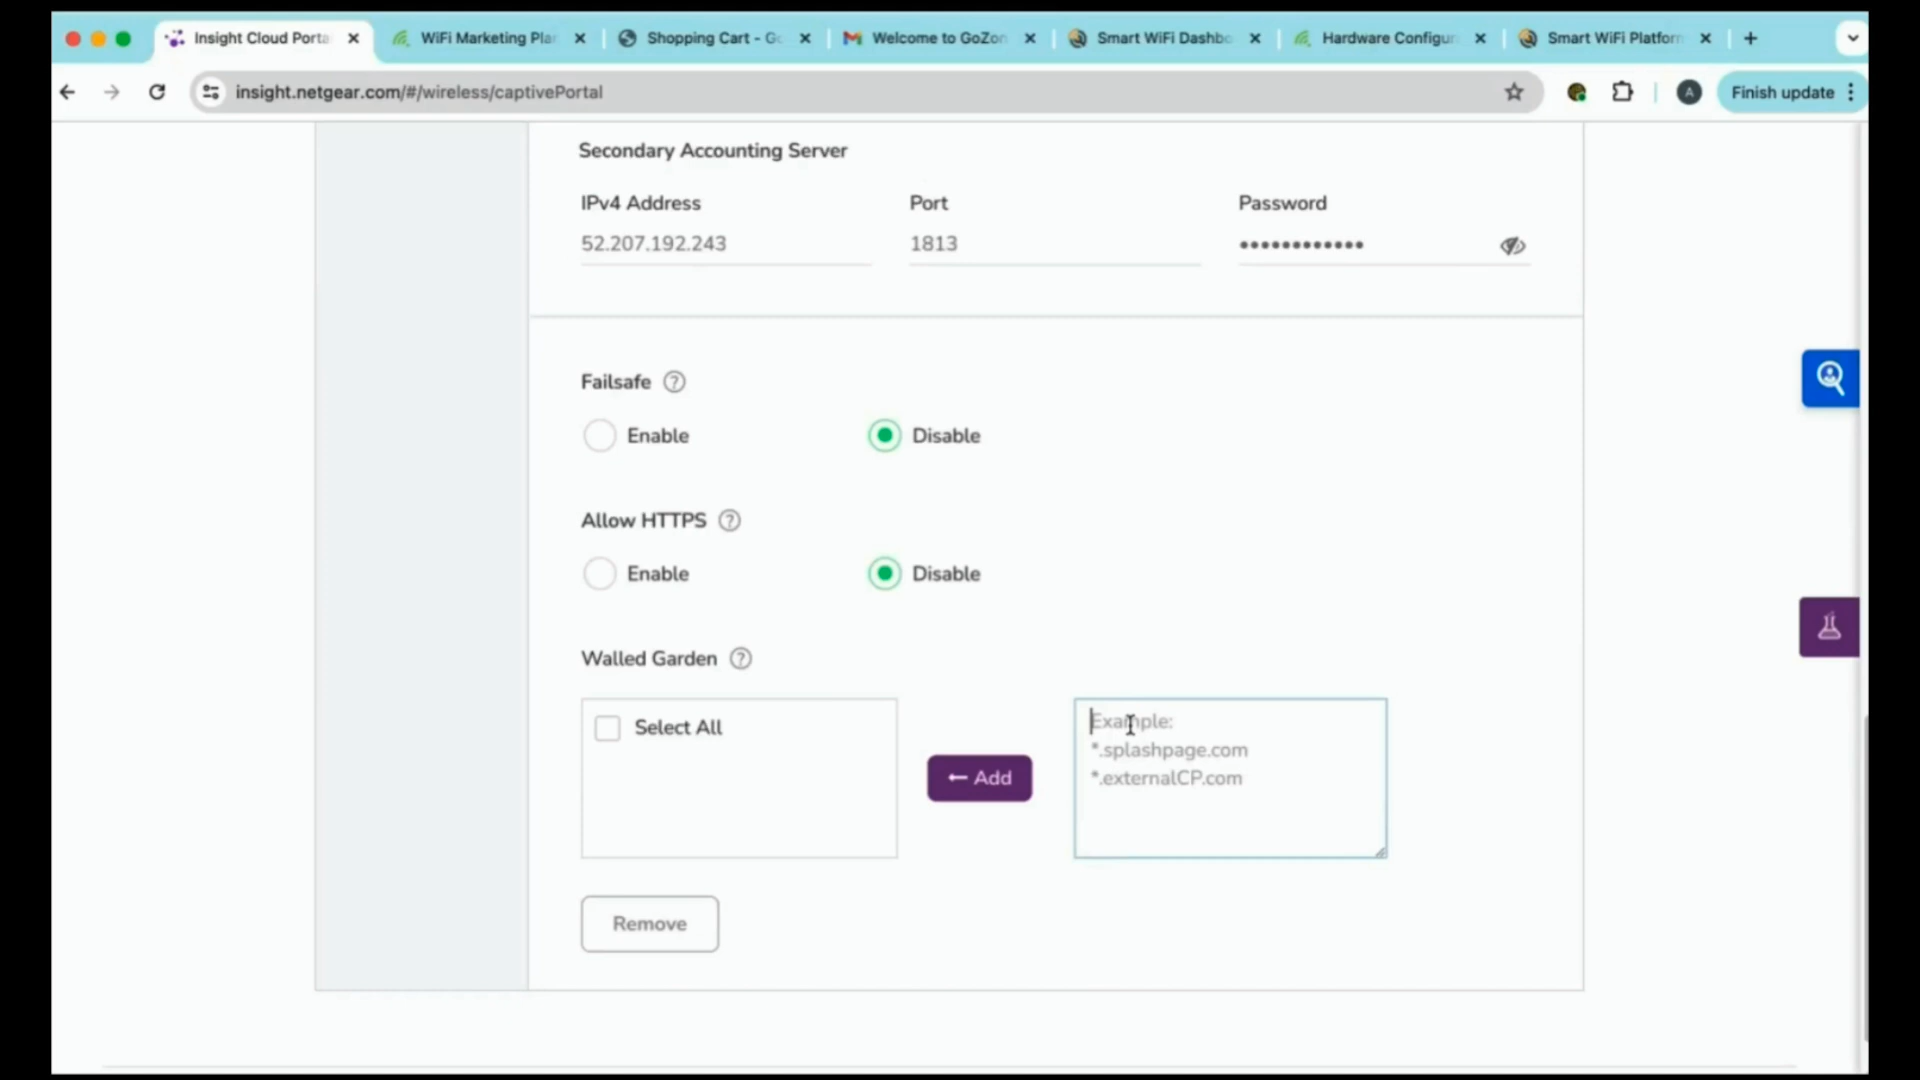 Insight Cloud Porta
WiFi Marketing Pla
Shopping Cart - Go
Welcome to GoZon
Smart WiFi Dashbo
Hardware Configur
Smart WiFi Platform
insight.netgear.com/#/wireless/captivePortal
A
Finish update
Secondary Accounting Server
IPv4 Address Port Password
52.207.192.243 1813 ••••••••••••
Failsafe ?
Enable Disable
Allow HTTPS ?
Enable Disable
Walled Garden ?
Select All
← Add
Example:
*.splashpage.com
*.externalCP.com
Remove